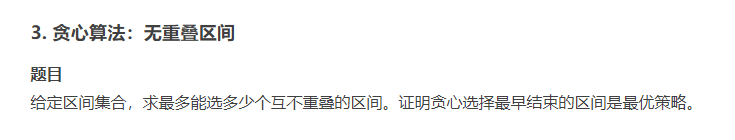 3. 贪心算法：无重叠区间
题目
给定区间集合，求最多能选多少个互不重叠的区间。证明贪心选择最早结束的区间是最优策略。